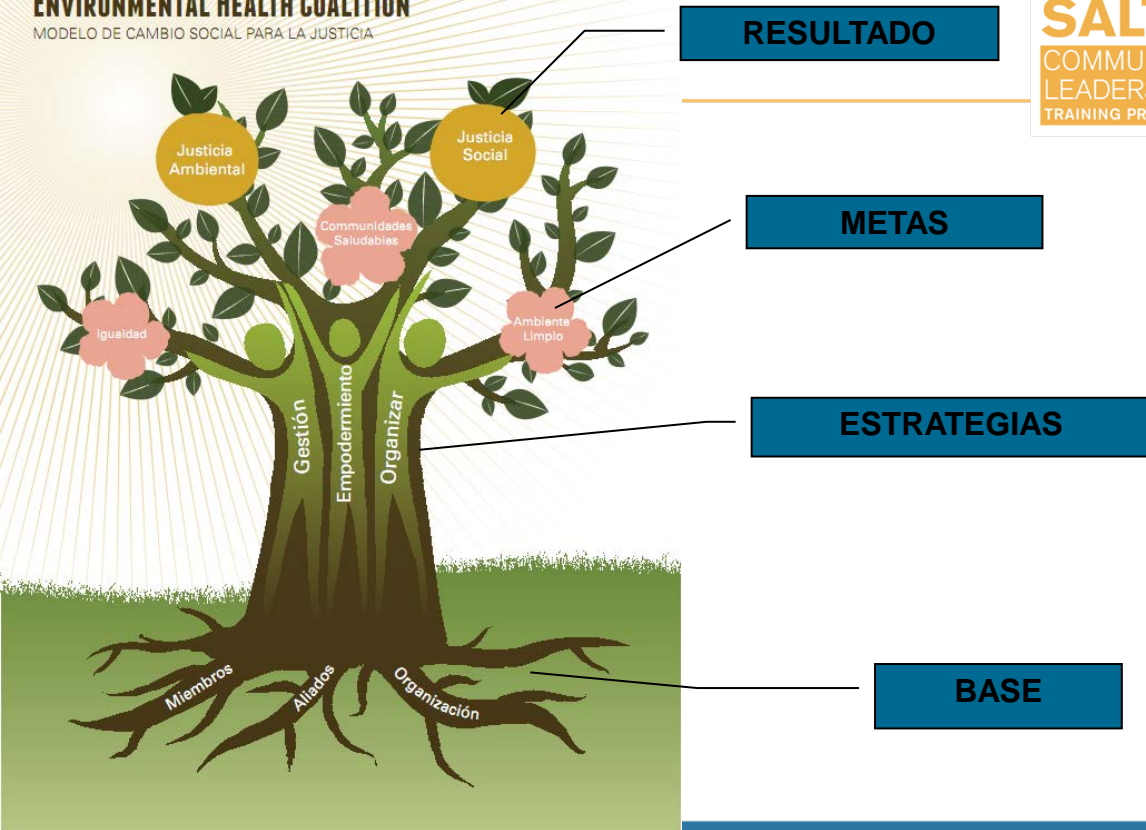 ENVIRONMENTAL HEALTH COALITION
MODELO DE CAMBIO SOCIAL PARA LA JUSTICIA
RESULTADO
SALT
COMMU
LEADER
TRAINING PR
Justicia
Ambiental
Justicia
Social
Communidades
Saludables
METAS
Igualdad
Ambiente
Limpio
Gestión
Empodermiento
Organizar
ESTRATEGIAS
Miembros
Aliados
Organización
BASE